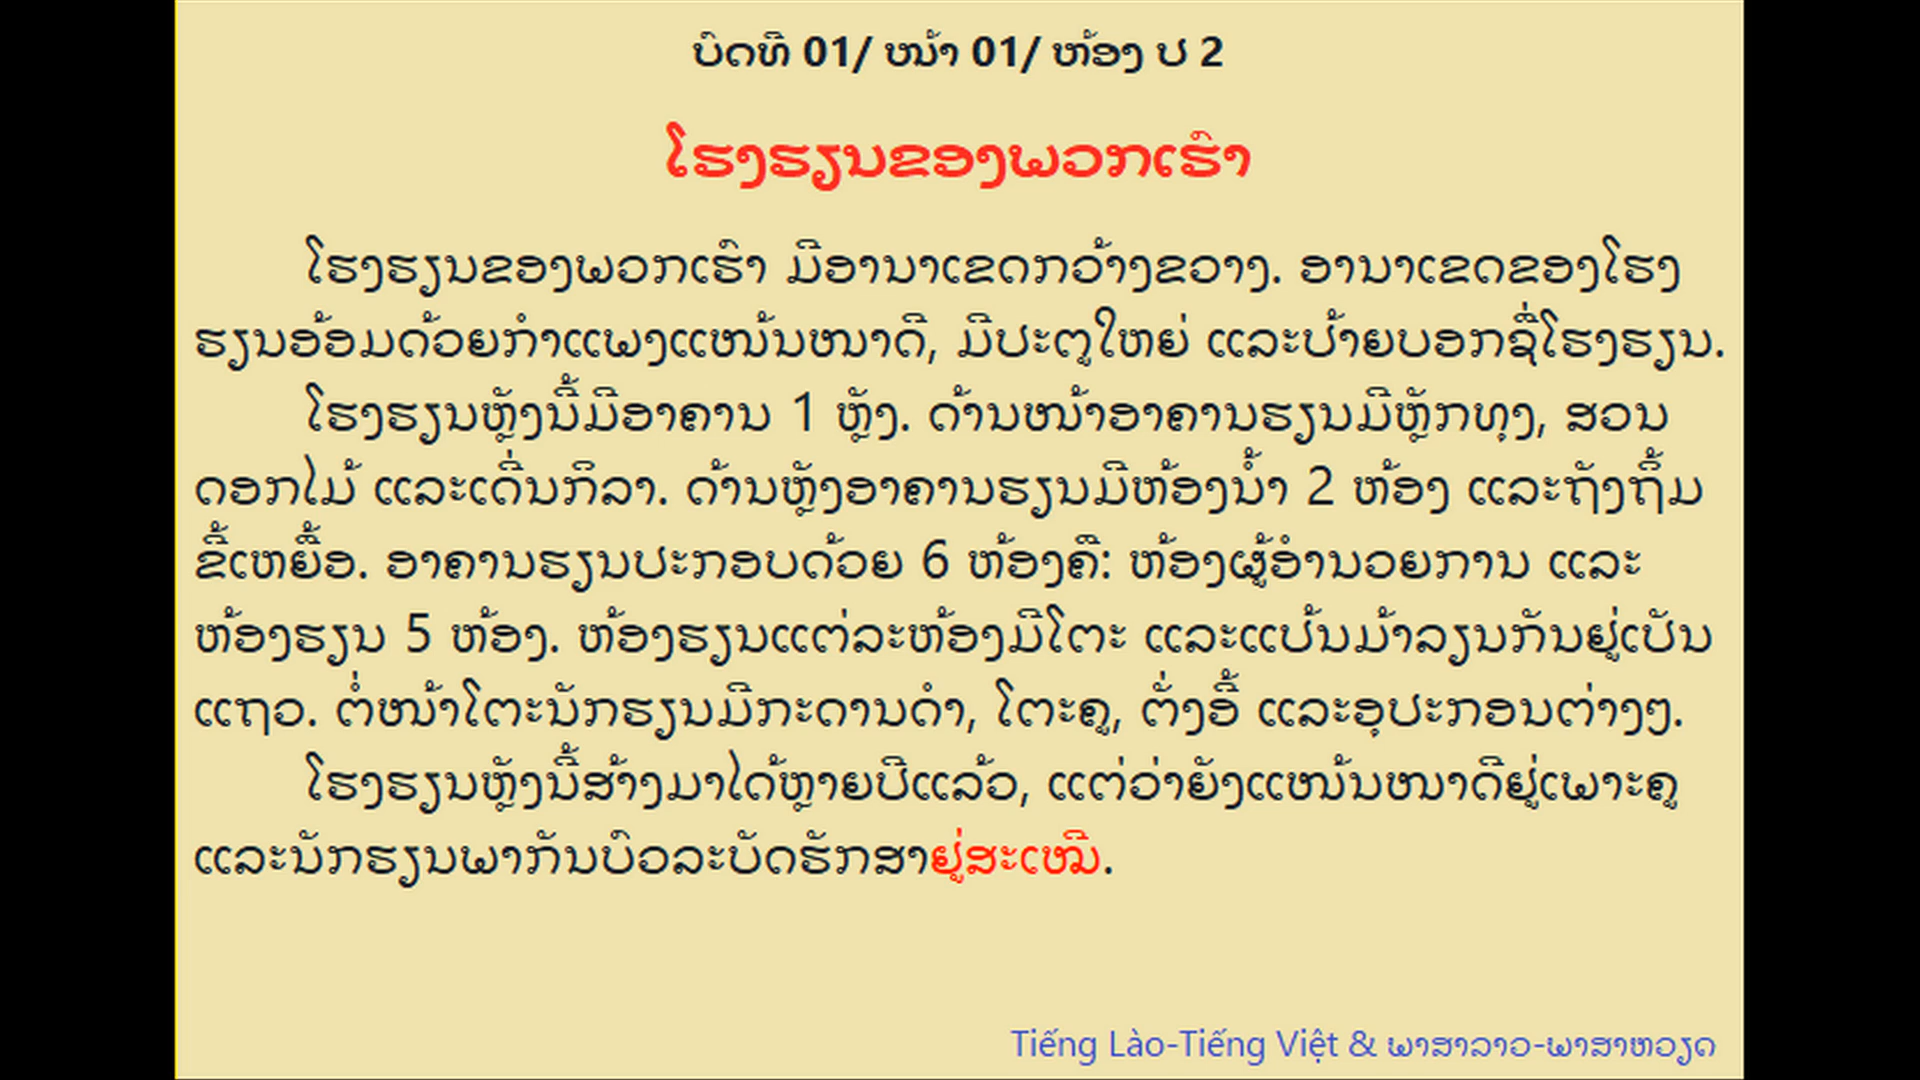 ບົດທີ 01/ ໜ້າ 01/ ຫ້ອງ ປ 2
ໂຮງຮຽນຂອງພວກເຮົາ
ໂຮງຮຽນຂອງພວກເຮົາ ມີອານາເຂດກວ້າງຂວາງ. ອານາເຂດຂອງໂຮງ
ຮຽນອ້ອມດ້ວຍກຳແພງແໜ້ນໜາດີ, ມີປະຕູໃຫຍ່ ແລະປ້າຍບອກຊື່ໂຮງຮຽນ.
ໂຮງຮຽນຫຼັງນີ້ມີອາຄານ 1 ຫຼັງ. ດ້ານໜ້າອາຄານຮຽນມີຫຼັກທຸງ, ສວນ
ດອກໄມ້ ແລະເດີ່ນກິລາ. ດ້ານຫຼັງອາຄານຮຽນມີຫ້ອງນ້ຳ 2 ຫ້ອງ ແລະຖັງຖິ້ມ
ຂີ້ເຫຍື້ອ. ອາຄານຮຽນປະກອບດ້ວຍ 6 ຫ້ອງຄື: ຫ້ອງຜູ້ອຳນວຍການ ແລະ
ຫ້ອງຮຽນ 5 ຫ້ອງ. ຫ້ອງຮຽນແຕ່ລະຫ້ອງມີໂຕະ ແລະແປ້ນມ້າລຽນກັນຢູ່ເປັນ
ແຖວ. ຕໍ່ໜ້າໂຕະນັກຮຽນມີກະດານດຳ, ໂຕະຄູ, ຕັ່ງອີ້ ແລະອຸປະກອນຕ່າງໆ.
ໂຮງຮຽນຫຼັງນີ້ສ້າງມາໄດ້ຫຼາຍປີແລ້ວ, ແຕ່ວ່າຍັງແໜ້ນໜາດີຢູ່ເພາະຄູ
ແລະນັກຮຽນພາກັນບົວລະບັດຮັກສາຢູ່ສະເໝີ.
Tiếng Lào-Tiếng Việt & ພາສາລາວ-ພາສາຫວຽດ